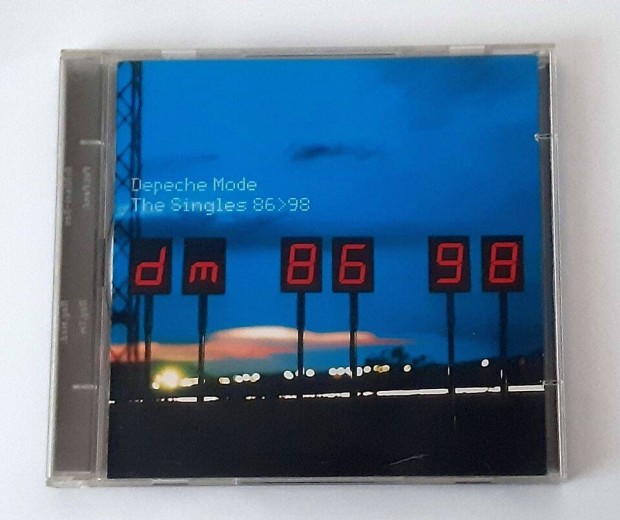 Depeche Mode
The Singles 86>98
dm 86 98